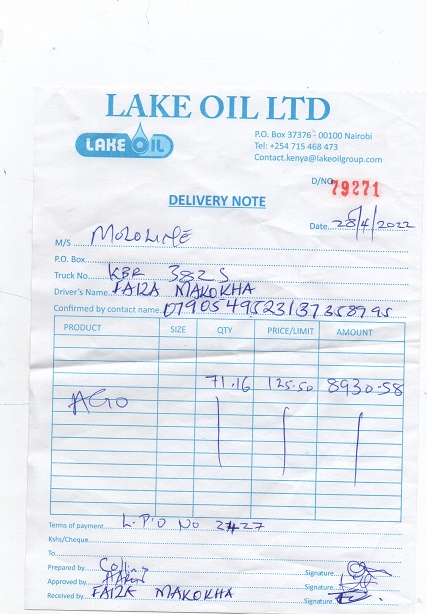 LAKE OIL LTD
LAKE OIL
P.O. Box 37376 - 00100 Nairobi
Tel: +254 715 468 473
Contact.kenya@lakeoilgroup.com
D/NO 79271
DELIVERY NOTE
Date 28/4/2022
M/S MOLOLINE
P.O. Box
Truck No. KBR 382 S
Driver's Name FAIZA MAKOKHA
Confirmed by contact name
PRODUCT SIZE QTY PRICE/LIMIT AMOUNT
71.16 125.50 8930-58
AGO
Terms of payment L.P.O NO 2427
Kshs/Cheque
To
Prepared by Collins Signature
Approved by Signature
Received by FAIZA MAKOKHA Signature